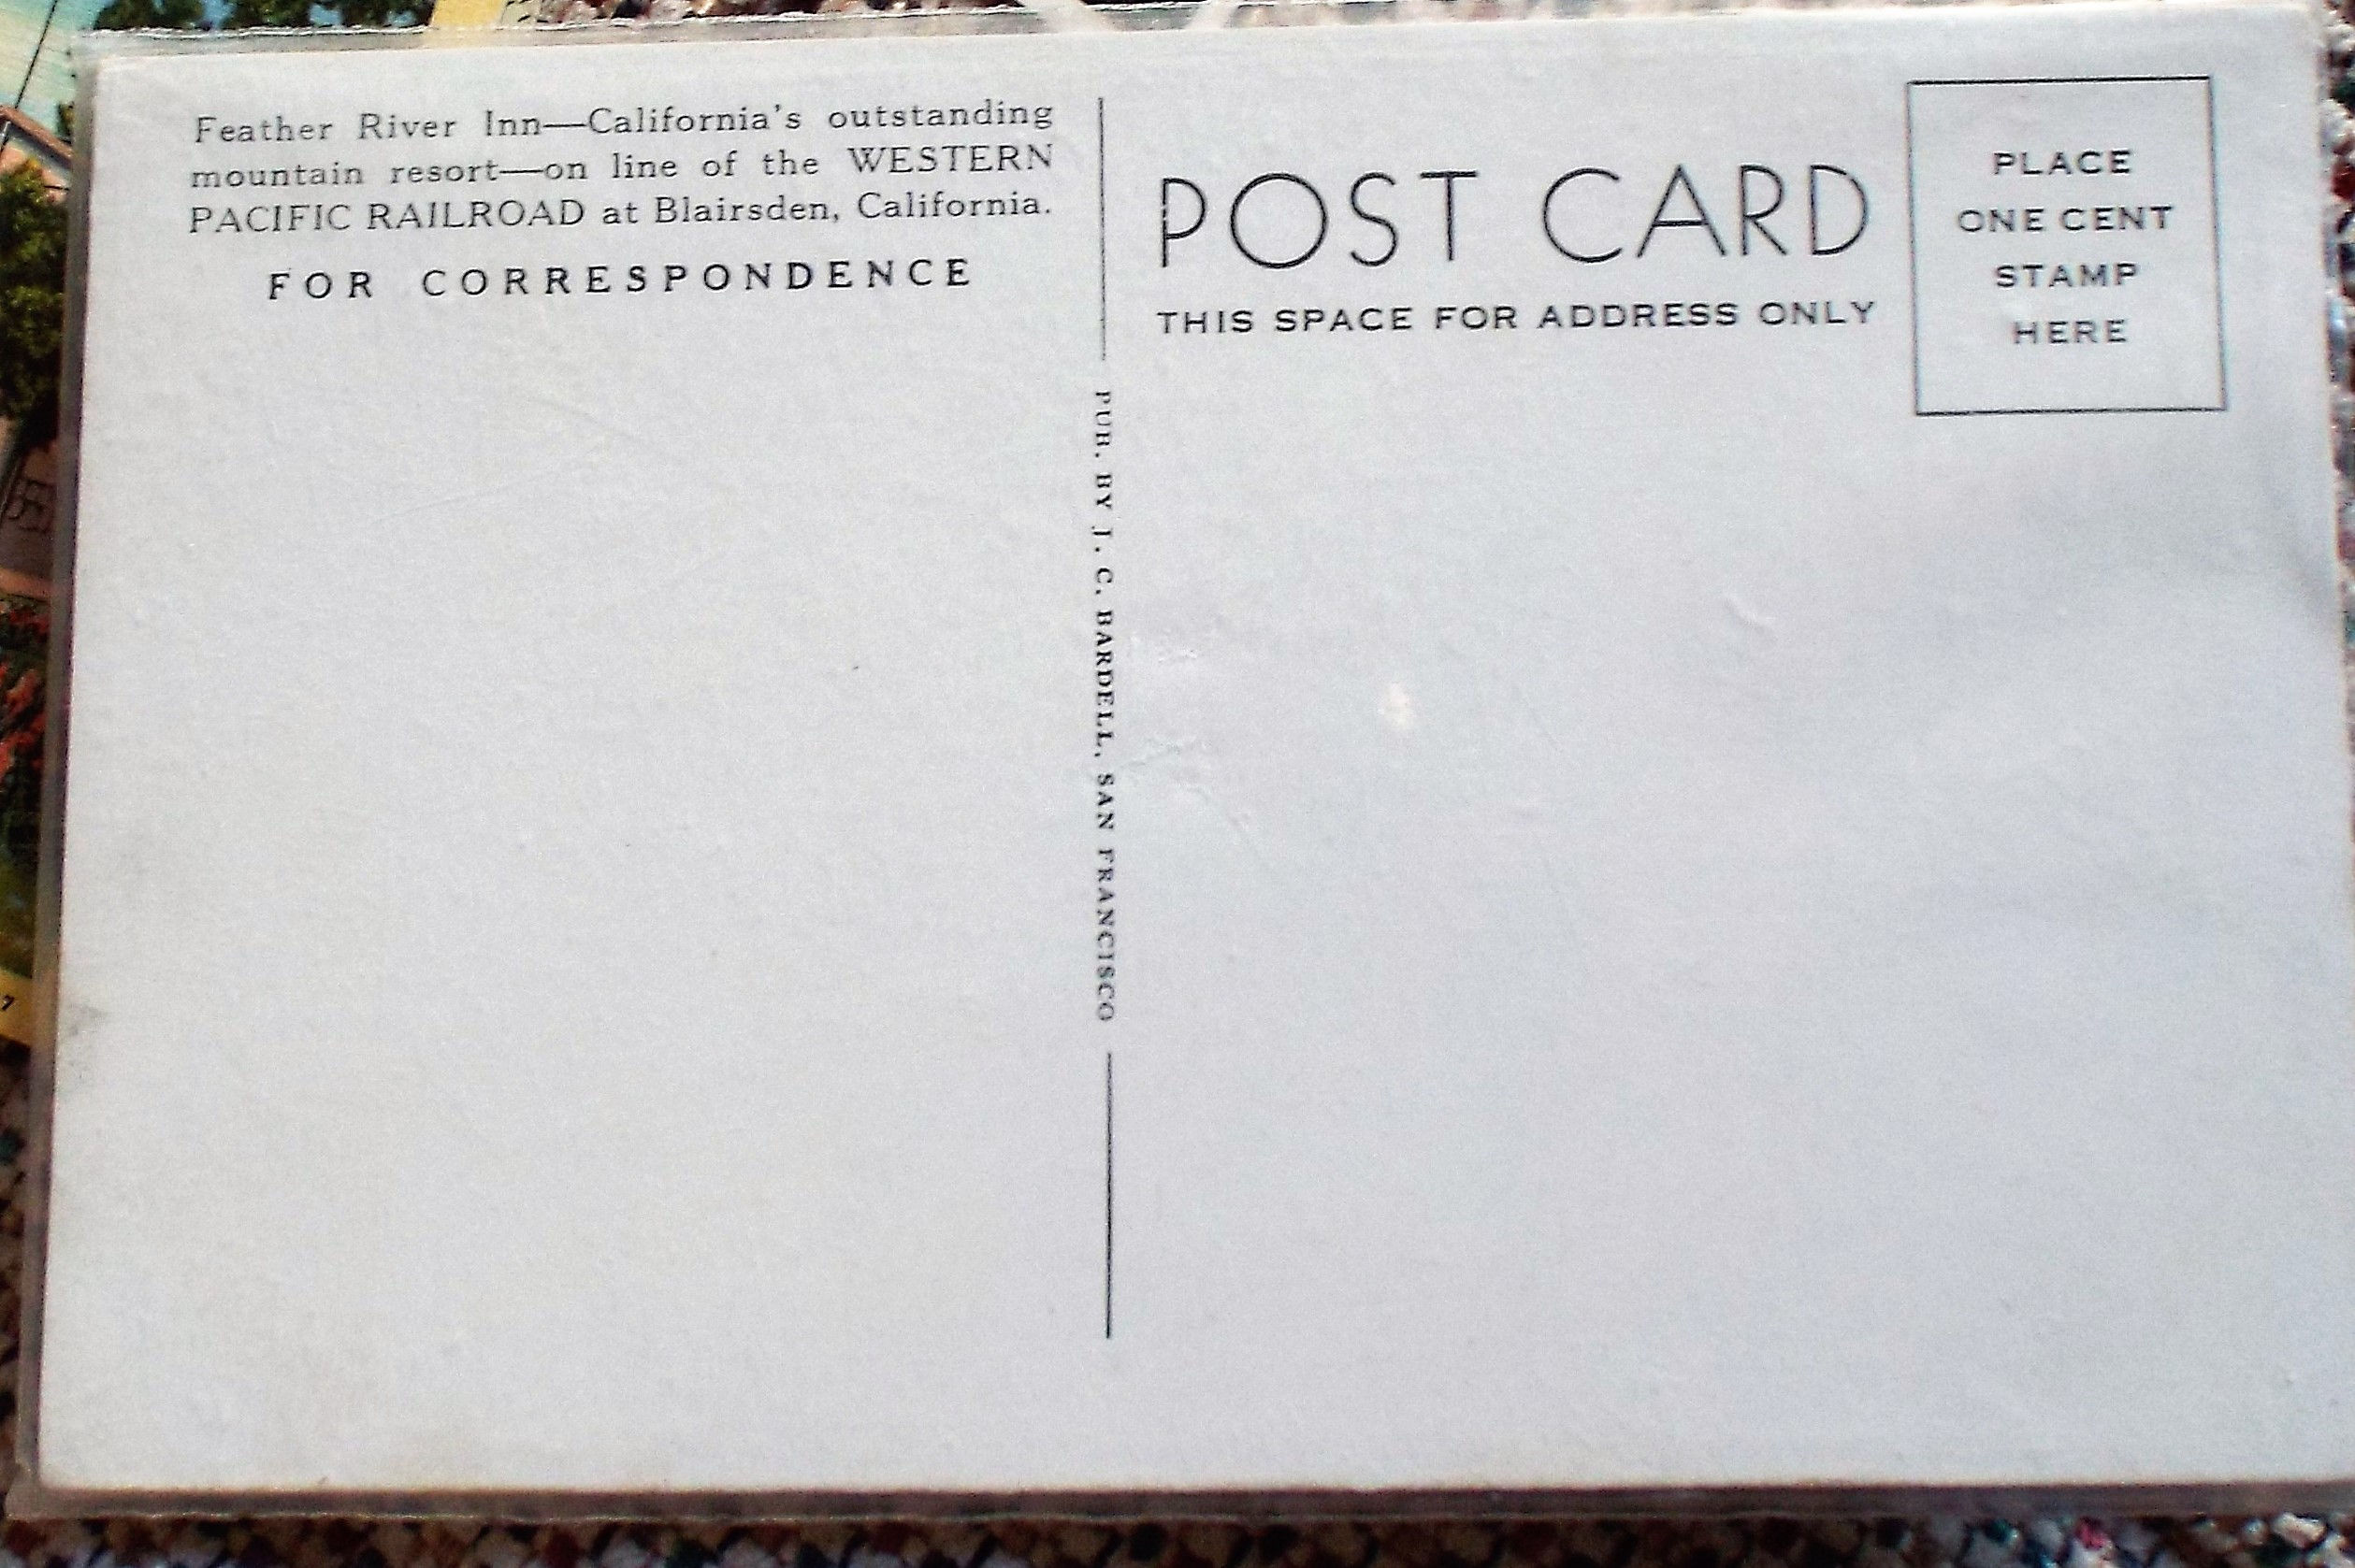 Feather River Inn—California's outstanding
mountain resort—on line of the WESTERN
PACIFIC RAILROAD at Blairsden, California.
FOR CORRESPONDENCE
PUB. BY J. C. BARDELL, SAN FRANCISCO
POST CARD
THIS SPACE FOR ADDRESS ONLY
PLACE
ONE CENT
STAMP
HERE
7